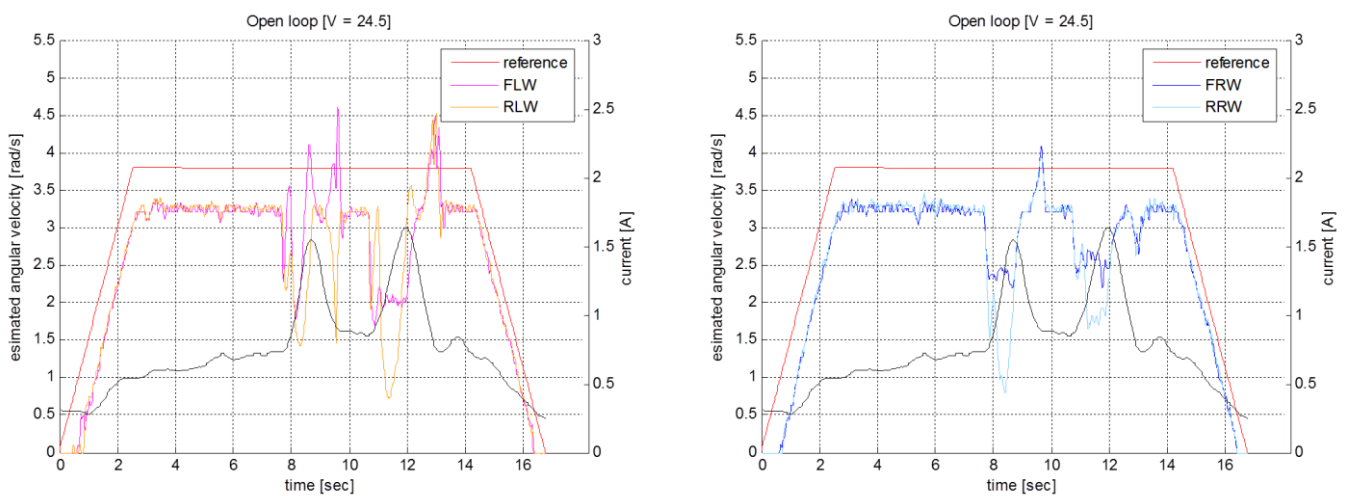 Open loop [V = 24.5]
5.5
5
4.5
4
3.5
3
2.5
2
1.5
1
0.5
0
esimated angular velocity [rad/s]
reference
FLW
RLW
3
2.5
2
1.5
1
0.5
0
current [A]
0 2 4 6 8 10 12 14 16
time [sec]
Open loop [V = 24.5]
5.5
5
4.5
4
3.5
3
2.5
2
1.5
1
0.5
0
esimated angular velocity [rad/s]
reference
FRW
RRW
3
2.5
2
1.5
1
0.5
0
current [A]
0 2 4 6 8 10 12 14 16
time [sec]